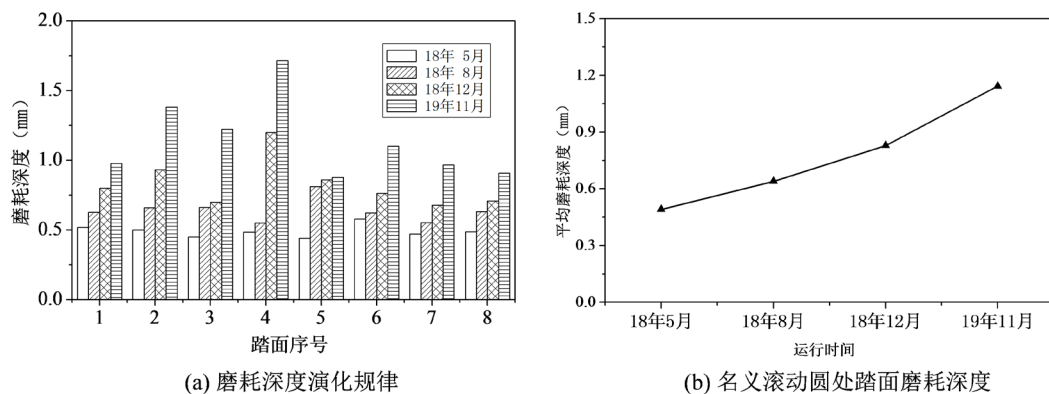 磨耗深度（mm）
2.0
1.5
1.0
0.5
0.0
18年 5月
18年 8月
18年12月
19年11月
1 2 3 4 5 6 7 8
踏面序号
(a) 磨耗深度演化规律
平均磨耗深度（mm）
1.5
1.2
0.9
0.6
0.3
0.0
18年5月 18年8月 18年12月 19年11月
运行时间
(b) 名义滚动圆处踏面磨耗深度